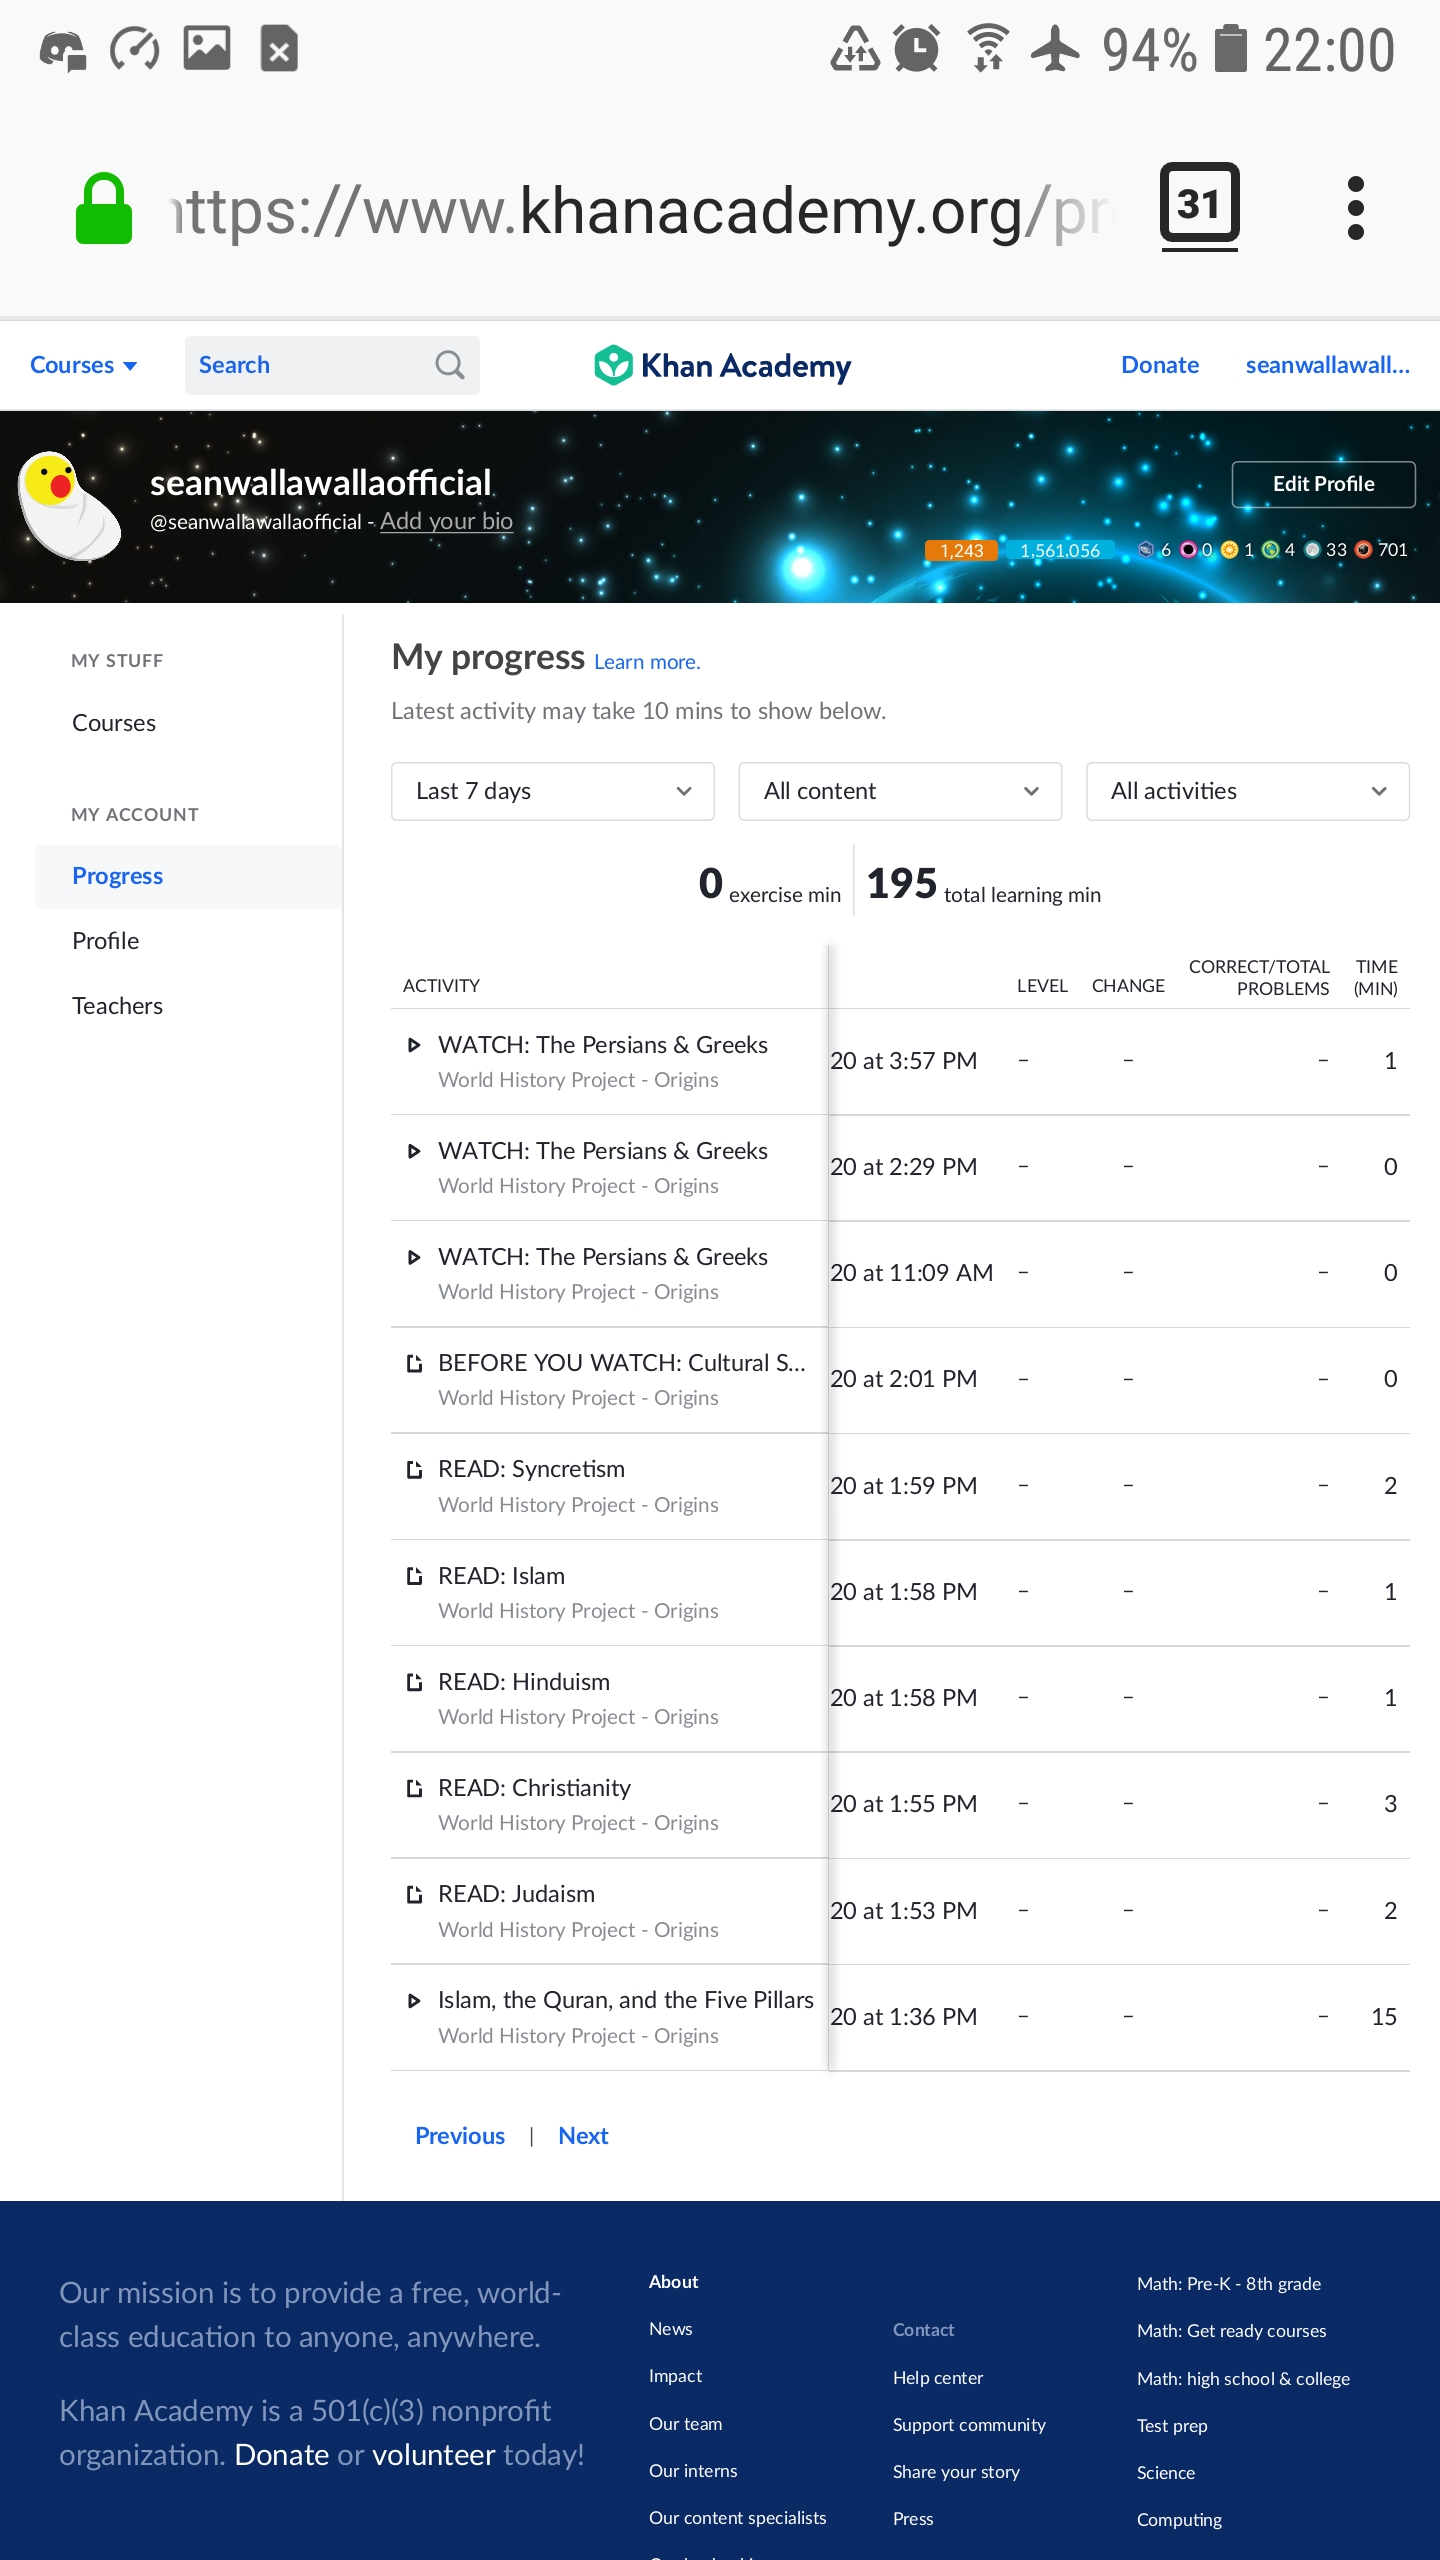 94% 22:00
https://www.khanacademy.org/pr
31
Courses
Search
Khan Academy
Donate
seanwallawall...
seanwallawallaofficial
@seanwallawallaofficial - Add your bio
Edit Profile
1,243 1,561,056 6 0 1 4 33 701
MY STUFF
Courses
MY ACCOUNT
Progress
Profile
Teachers
My progress Learn more.
Latest activity may take 10 mins to show below.
Last 7 days
All content
All activities
0 exercise min
195 total learning min
ACTIVITY LEVEL CHANGE CORRECT/TOTAL PROBLEMS TIME (MIN)
WATCH: The Persians & Greeks
World History Project - Origins
20 at 3:57 PM – – – 1
WATCH: The Persians & Greeks
World History Project - Origins
20 at 2:29 PM – – – 0
WATCH: The Persians & Greeks
World History Project - Origins
20 at 11:09 AM – – – 0
BEFORE YOU WATCH: Cultural S...
World History Project - Origins
20 at 2:01 PM – – – 0
READ: Syncretism
World History Project - Origins
20 at 1:59 PM – – – 2
READ: Islam
World History Project - Origins
20 at 1:58 PM – – – 1
READ: Hinduism
World History Project - Origins
20 at 1:58 PM – – – 1
READ: Christianity
World History Project - Origins
20 at 1:55 PM – – – 3
READ: Judaism
World History Project - Origins
20 at 1:53 PM – – – 2
Islam, the Quran, and the Five Pillars
World History Project - Origins
20 at 1:36 PM – – – 15
Previous | Next
Our mission is to provide a free, world-
class education to anyone, anywhere.
Khan Academy is a 501(c)(3) nonprofit
organization. Donate or volunteer today!
About
News
Impact
Our team
Our interns
Our content specialists
Contact
Help center
Support community
Share your story
Press
Math: Pre-K - 8th grade
Math: Get ready courses
Math: high school & college
Test prep
Science
Computing